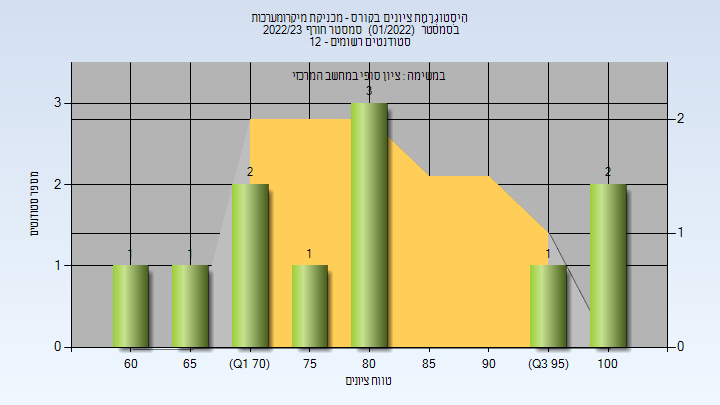 היסטוגרמת ציונים בקורס - מכניקת מיקרומערכות
בסמסטר (01/2022) סמסטר חורף 2022/23
סטודנטים רשומים - 12
במשימה : ציון סופי במחשב המרכזי
3
2
1
0
מספר סטודנטים
2
1
0
1
1
2
1
3
1
2
60
65
(Q1 70)
75
80
85
90
(Q3 95)
100
טווח ציונים